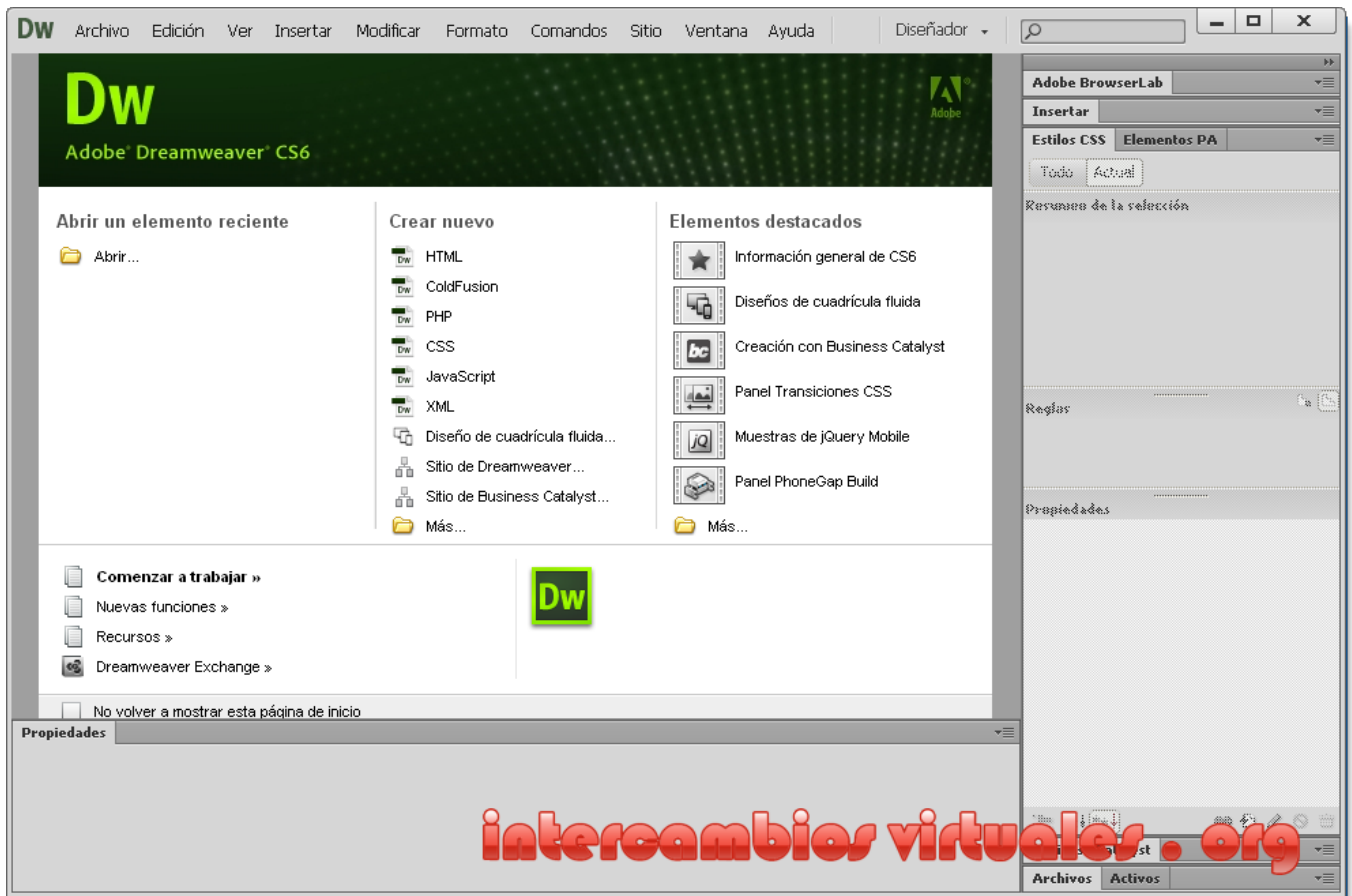 Dw Archivo Edición Ver Insertar Modificar Formato Comandos Sitio Ventana Ayuda Diseñador
Dw
Adobe® Dreamweaver® CS6
Adobe
Abrir un elemento reciente
Abrir...
Crear nuevo
HTML
ColdFusion
PHP
CSS
JavaScript
XML
Diseño de cuadrícula fluida...
Sitio de Dreamweaver...
Sitio de Business Catalyst...
Más...
Elementos destacados
Información general de CS6
Diseños de cuadrícula fluida
bc
Creación con Business Catalyst
Panel Transiciones CSS
jQ
Muestras de jQuery Mobile
Panel PhoneGap Build
Más...
Comenzar a trabajar »
Nuevas funciones »
Recursos »
Dreamweaver Exchange »
Dw
No volver a mostrar esta página de inicio
Propiedades
Adobe BrowserLab
Insertar
Estilos CSS Elementos PA
Todo Actual
Resumen de la selección
Reglas
Propiedades
intercambios virtuales . org
Archivos Activos